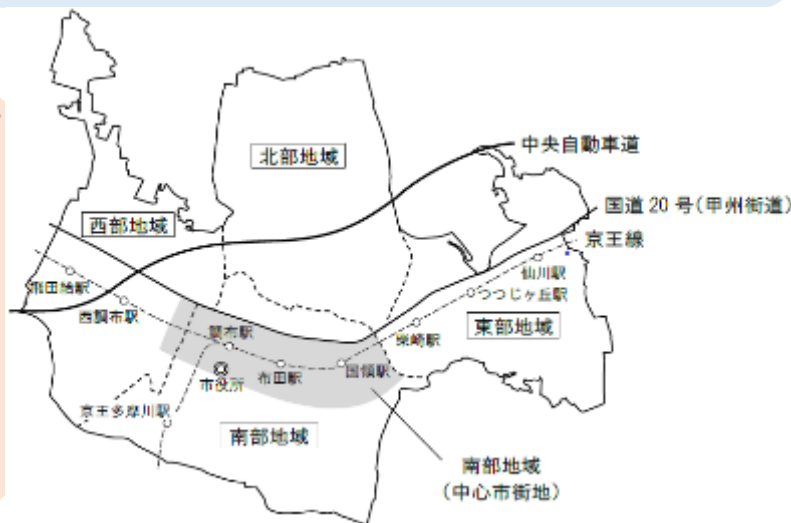 中央自動車道
北部地域
国道20号(甲州街道)
西部地域
京王線
仙川駅
飛田給駅
つつじヶ丘駅
西調布駅
東部地域
柴崎駅
調布駅
国領駅
布田駅
市役所
京王多摩川駅
南部地域
南部地域
(中心市街地)